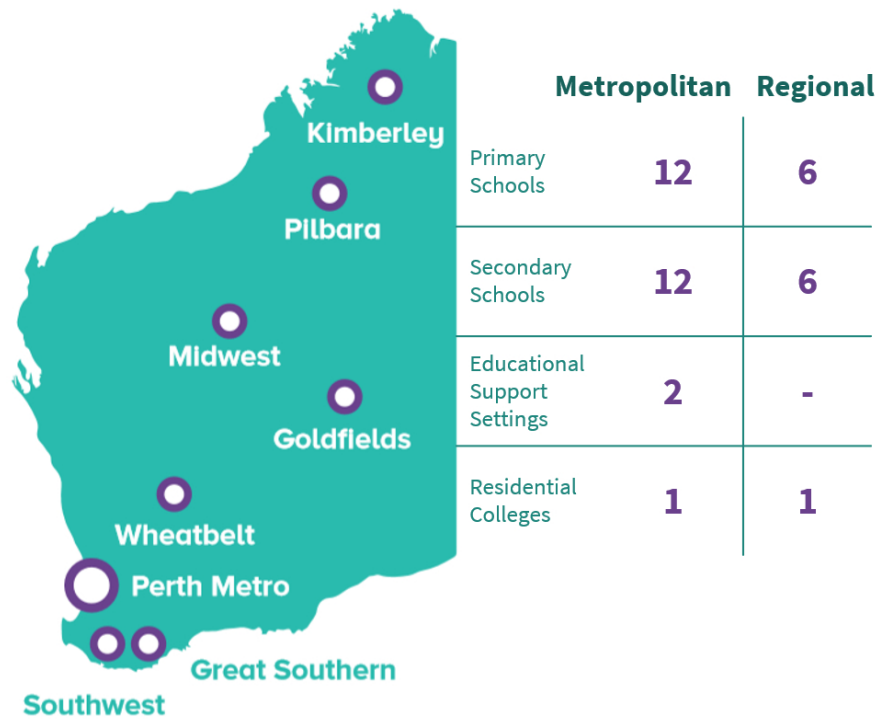 Kimberley
Pilbara
Midwest
Goldfields
Wheatbelt
Perth Metro
Great Southern
Southwest
Metropolitan Regional
Primary
Schools
12 6
Secondary
Schools
12 6
Educational
Support
Settings
2 -
Residential
Colleges
1 1